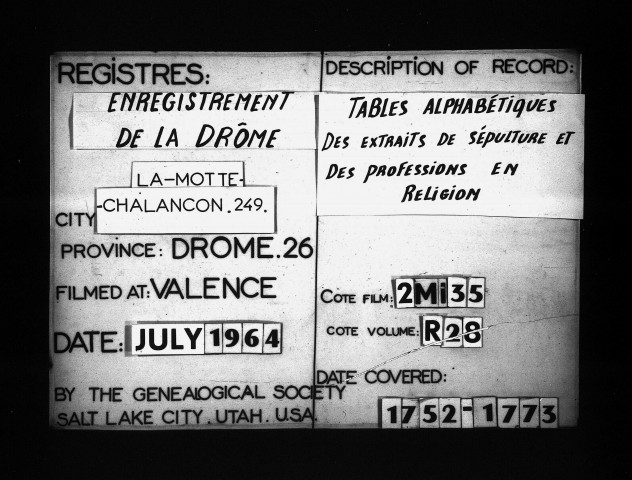 REGISTRES:
ENREGISTREMENT
DE LA DRÔME
LA-MOTTE-
CITY -CHALANCON.249.
PROVINCE: DROME.26
FILMED AT: VALENCE
DATE: JULY 1964
BY THE GENEALOGICAL SOCIETY
SALT LAKE CITY, UTAH. U.S.A.
DESCRIPTION OF RECORD:
TABLES ALPHABÉTIQUES
DES EXTRAITS DE SÉPULTURE ET
DES PROFESSIONS EN
RELIGION
COTE FILM: 2Mi35
COTE VOLUME: R28
DATE COVERED:
1752-1773